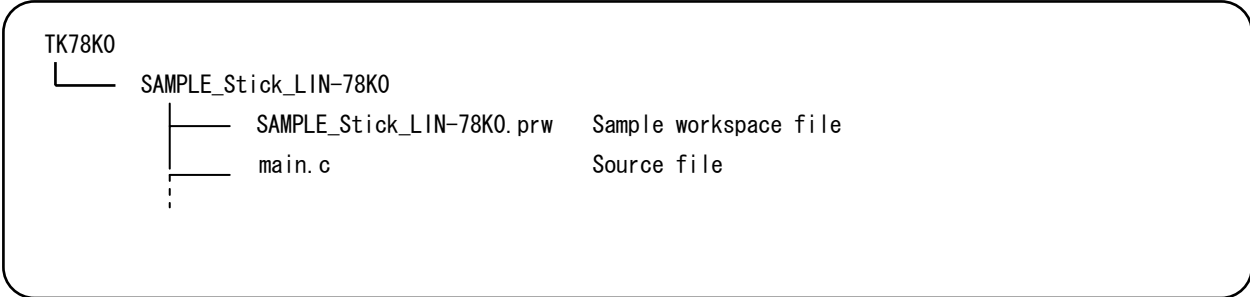 TK78K0
SAMPLE_Stick_LIN-78K0
SAMPLE_Stick_LIN-78K0.prw Sample workspace file
main.c Source file